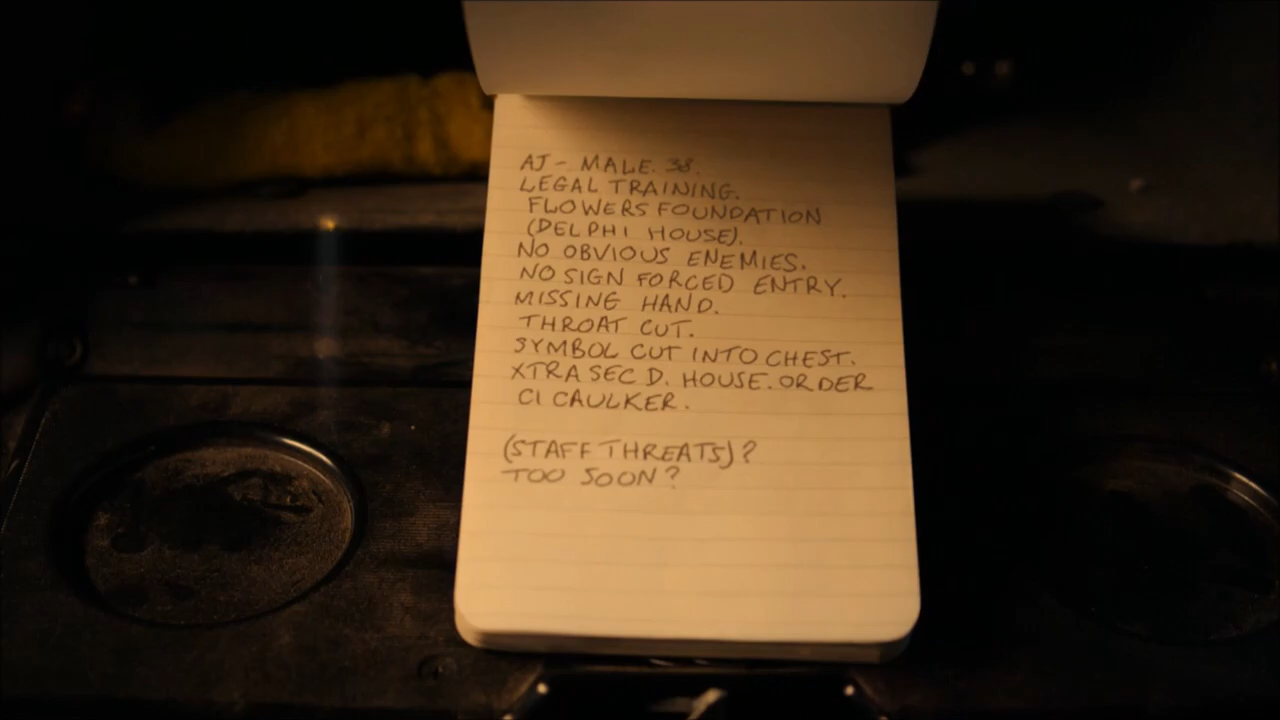 AJ - MALE. 38.
LEGAL TRAINING.
FLOWERS FOUNDATION
(DELPHI HOUSE).
NO OBVIOUS ENEMIES.
NO SIGN FORCED ENTRY.
MISSING HAND.
THROAT CUT.
SYMBOL CUT INTO CHEST.
XTRA SEC D. HOUSE. ORDER
CI CAULKER.
(STAFF THREATS)?
TOO SOON?